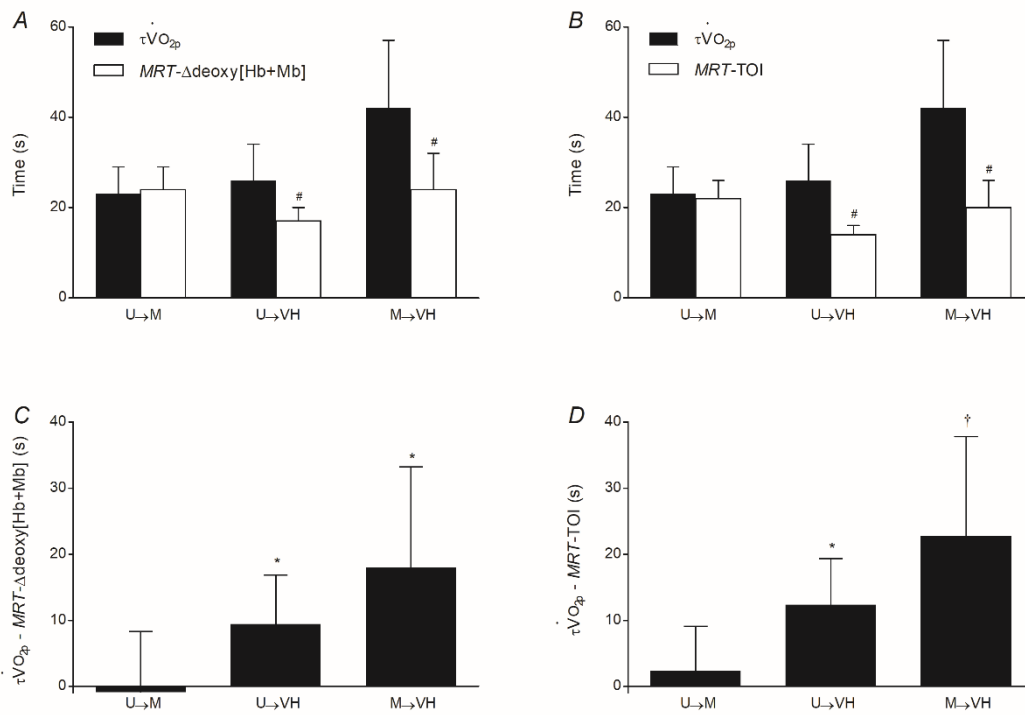 A
τV̇O2p
MRT-Δdeoxy[Hb+Mb]
Time (s)
60
40
20
0
#
#
U→M
U→VH
M→VH
B
τV̇O2p
MRT-TOI
Time (s)
60
40
20
0
#
#
U→M
U→VH
M→VH
C
τV̇O2p - MRT-Δdeoxy[Hb+Mb] (s)
40
30
20
10
0
*
*
U→M
U→VH
M→VH
D
τV̇O2p - MRT-TOI (s)
40
30
20
10
0
*
†
U→M
U→VH
M→VH